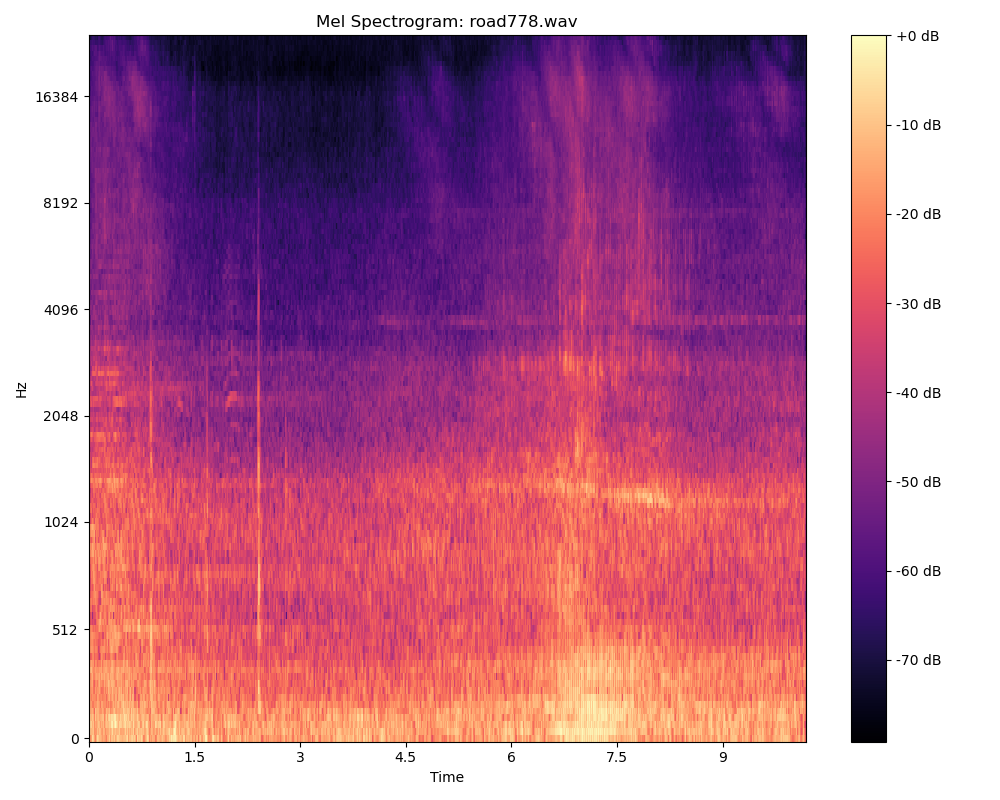 Mel Spectrogram: road778.wav
Hz
16384
8192
4096
2048
1024
512
0
0 1.5 3 4.5 6 7.5 9
Time
+0 dB
-10 dB
-20 dB
-30 dB
-40 dB
-50 dB
-60 dB
-70 dB